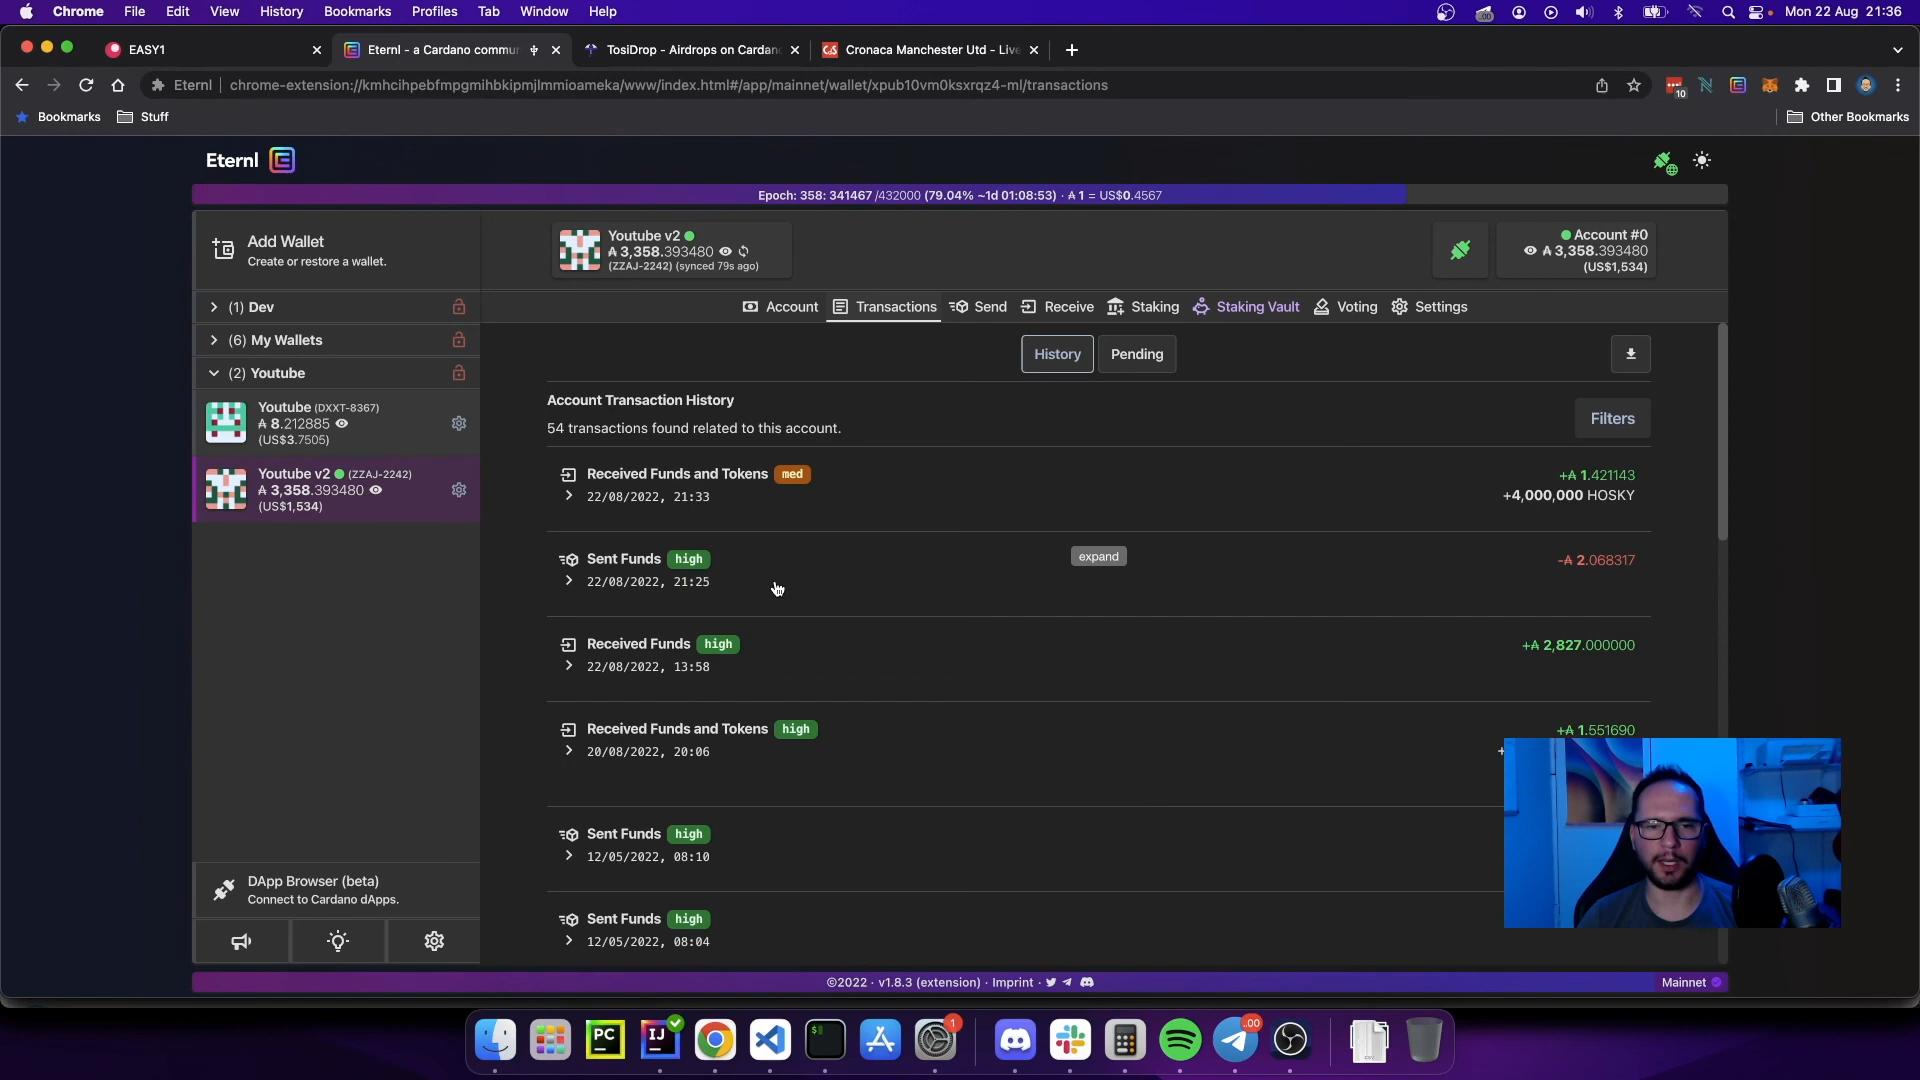 Chrome File Edit View History Bookmarks Profiles Tab Window Help
Mon 22 Aug 21:36
EASY1
Eternl - a Cardano commun
TosiDrop - Airdrops on Cardano
Cronaca Manchester Utd - Live
Eternl
chrome-extension://kmhcihpebfmpgmihbkipmjlmmioameka/www/index.html#/app/mainnet/wallet/xpub10vm0ksxrqz4-ml/transactions
10
Bookmarks Stuff
Other Bookmarks
Eternl
Epoch: 358: 341467 /432000 (79.04% ~1d 01:08:53) · ₳ 1 = US$0.4567
Add Wallet
Create or restore a wallet.
Youtube v2
₳ 3,358.393480
(ZZAJ-2242) (synced 79s ago)
Account #0
₳ 3,358.393480
(US$1,534)
Account Transactions Send Receive Staking Staking Vault Voting Settings
(1) Dev
(6) My Wallets
(2) Youtube
Youtube (DXXT-8367)
₳ 8.212885
(US$3.7505)
Youtube v2 (ZZAJ-2242)
₳ 3,358.393480
(US$1,534)
History Pending
Account Transaction History
54 transactions found related to this account.
Filters
Received Funds and Tokens med
22/08/2022, 21:33
+₳ 1.421143
+4,000,000 HOSKY
Sent Funds high
22/08/2022, 21:25
expand
-₳ 2.068317
Received Funds high
22/08/2022, 13:58
+₳ 2,827.000000
Received Funds and Tokens high
20/08/2022, 20:06
+₳ 1.551690
+
Sent Funds high
12/05/2022, 08:10
Sent Funds high
12/05/2022, 08:04
DApp Browser (beta)
Connect to Cardano dApps.
©2022 · v1.8.3 (extension) · Imprint ·
Mainnet
PC
IJ
$
1
.00